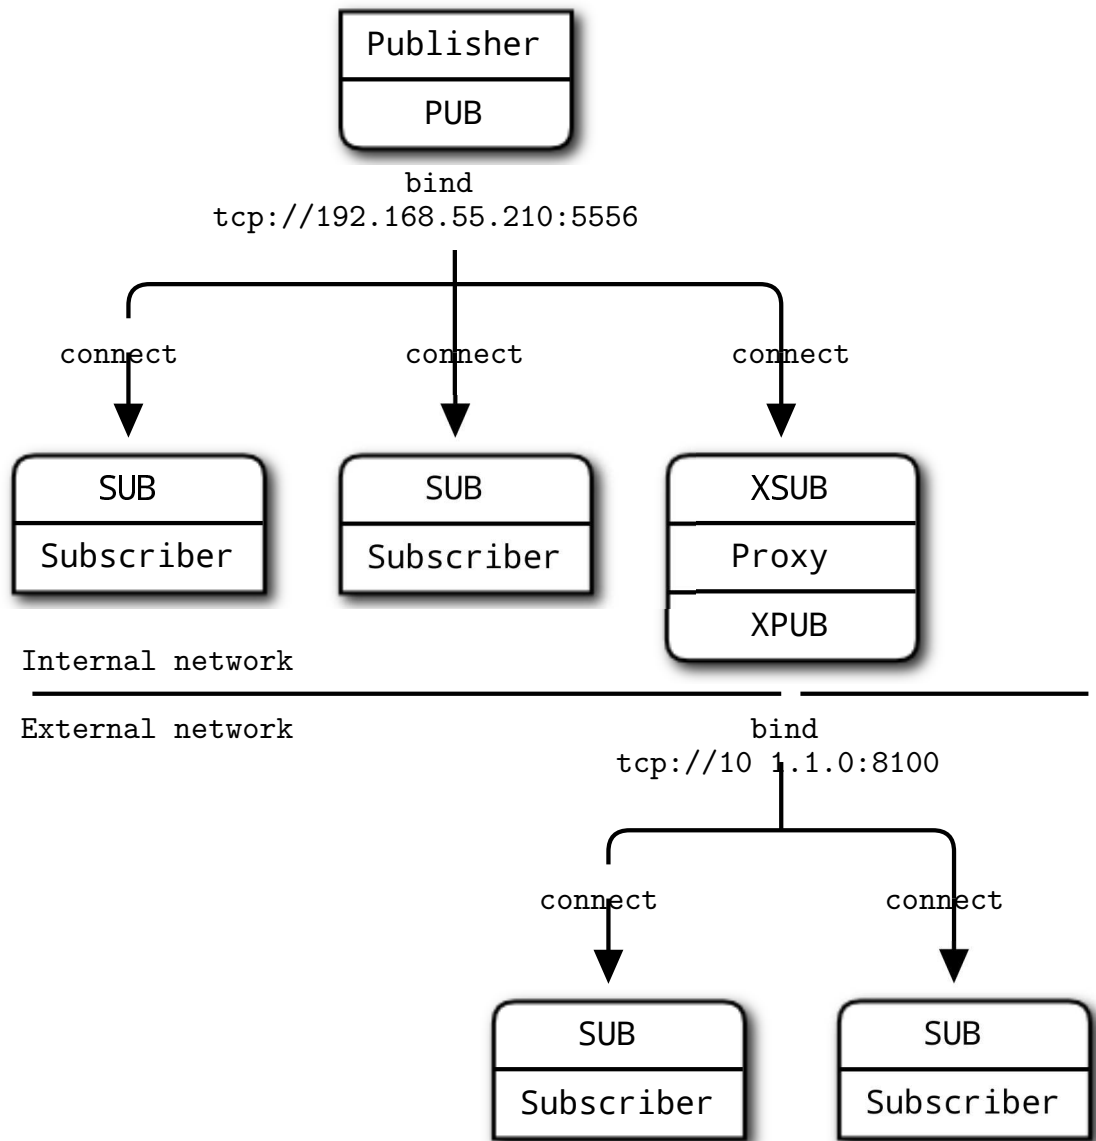 Publisher
PUB
bind
tcp://192.168.55.210:5556
connect connect connect
SUB SUB XSUB
Subscriber Subscriber Proxy
XPUB
Internal network
External network bind
tcp://10 1.1.0:8100
connect connect
SUB SUB
Subscriber Subscriber